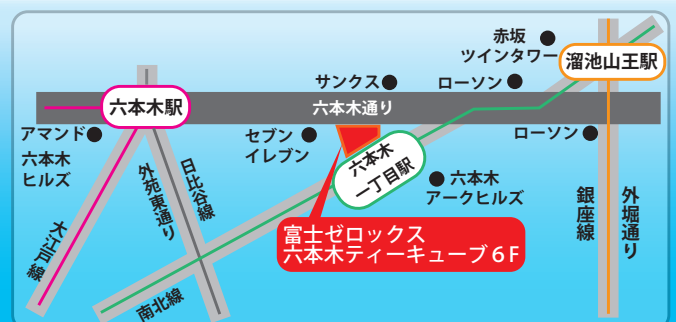 赤坂
ツインタワー
溜池山王駅
サンクス
ローソン
六本木駅
六本木通り
アマンド
六本木
ヒルズ
セブン
イレブン
ローソン
六本木
一丁目駅
六本木
アークヒルズ
日比谷線
外苑東通り
大江戸線
銀座線
外堀通り
富士ゼロックス
六本木ティーキューブ６F
南北線